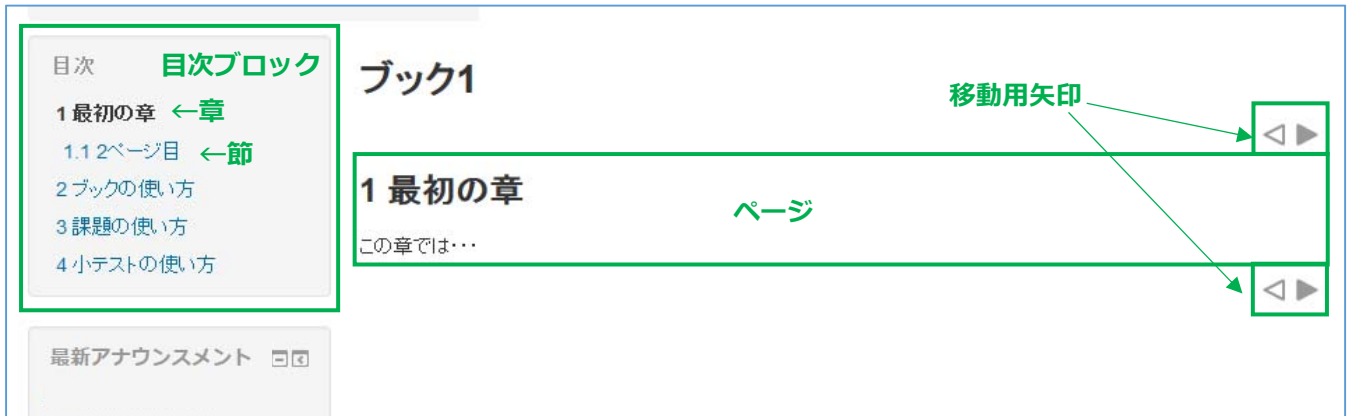 目次 目次ブロック
1 最初の章 ←章
1.1 2ページ目 ←節
2 ブックの使い方
3 課題の使い方
4 小テストの使い方
最新アナウンスメント
ブック1
移動用矢印
1 最初の章
ページ
この章では・・・